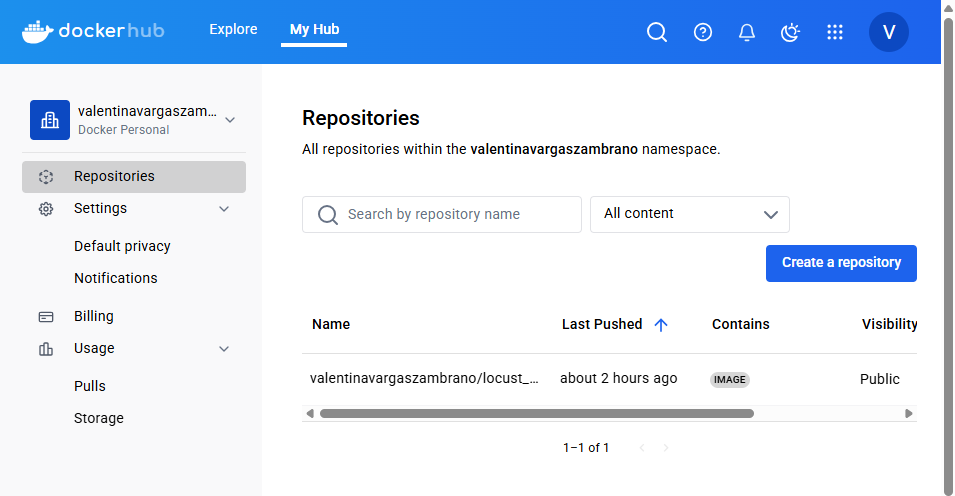 dockerhub
Explore
My Hub
V
valentinavargaszam...
Docker Personal
Repositories
Settings
Default privacy
Notifications
Billing
Usage
Pulls
Storage
Repositories
All repositories within the valentinavargaszambrano namespace.
Search by repository name
All content
Create a repository
Name Last Pushed Contains Visibility
valentinavargaszambrano/locust_... about 2 hours ago IMAGE Public
1–1 of 1